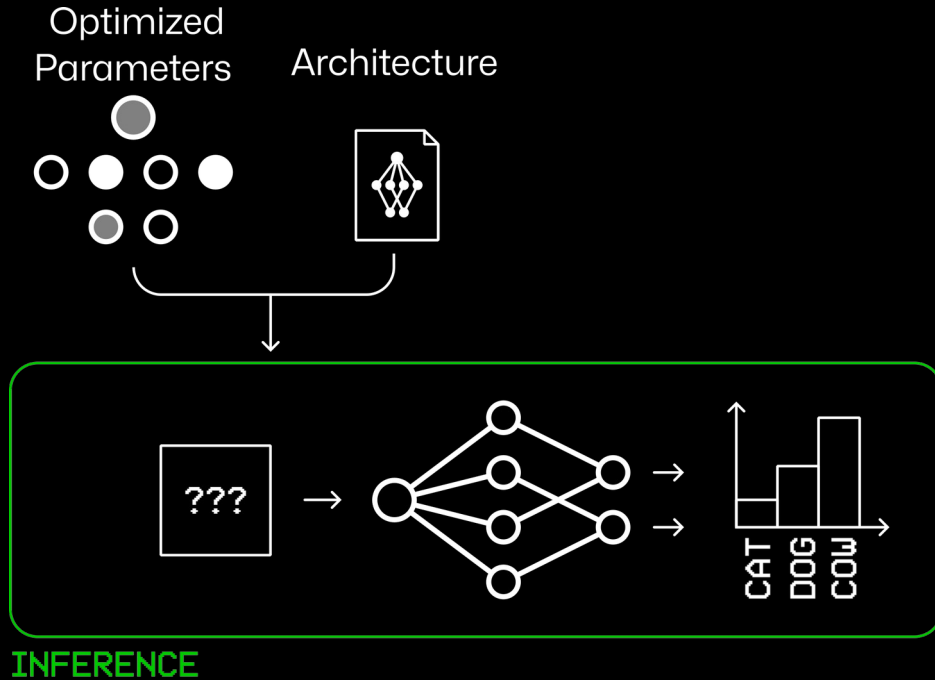 Optimized
Parameters
Architecture
???
CAT
DOG
COW
INFERENCE